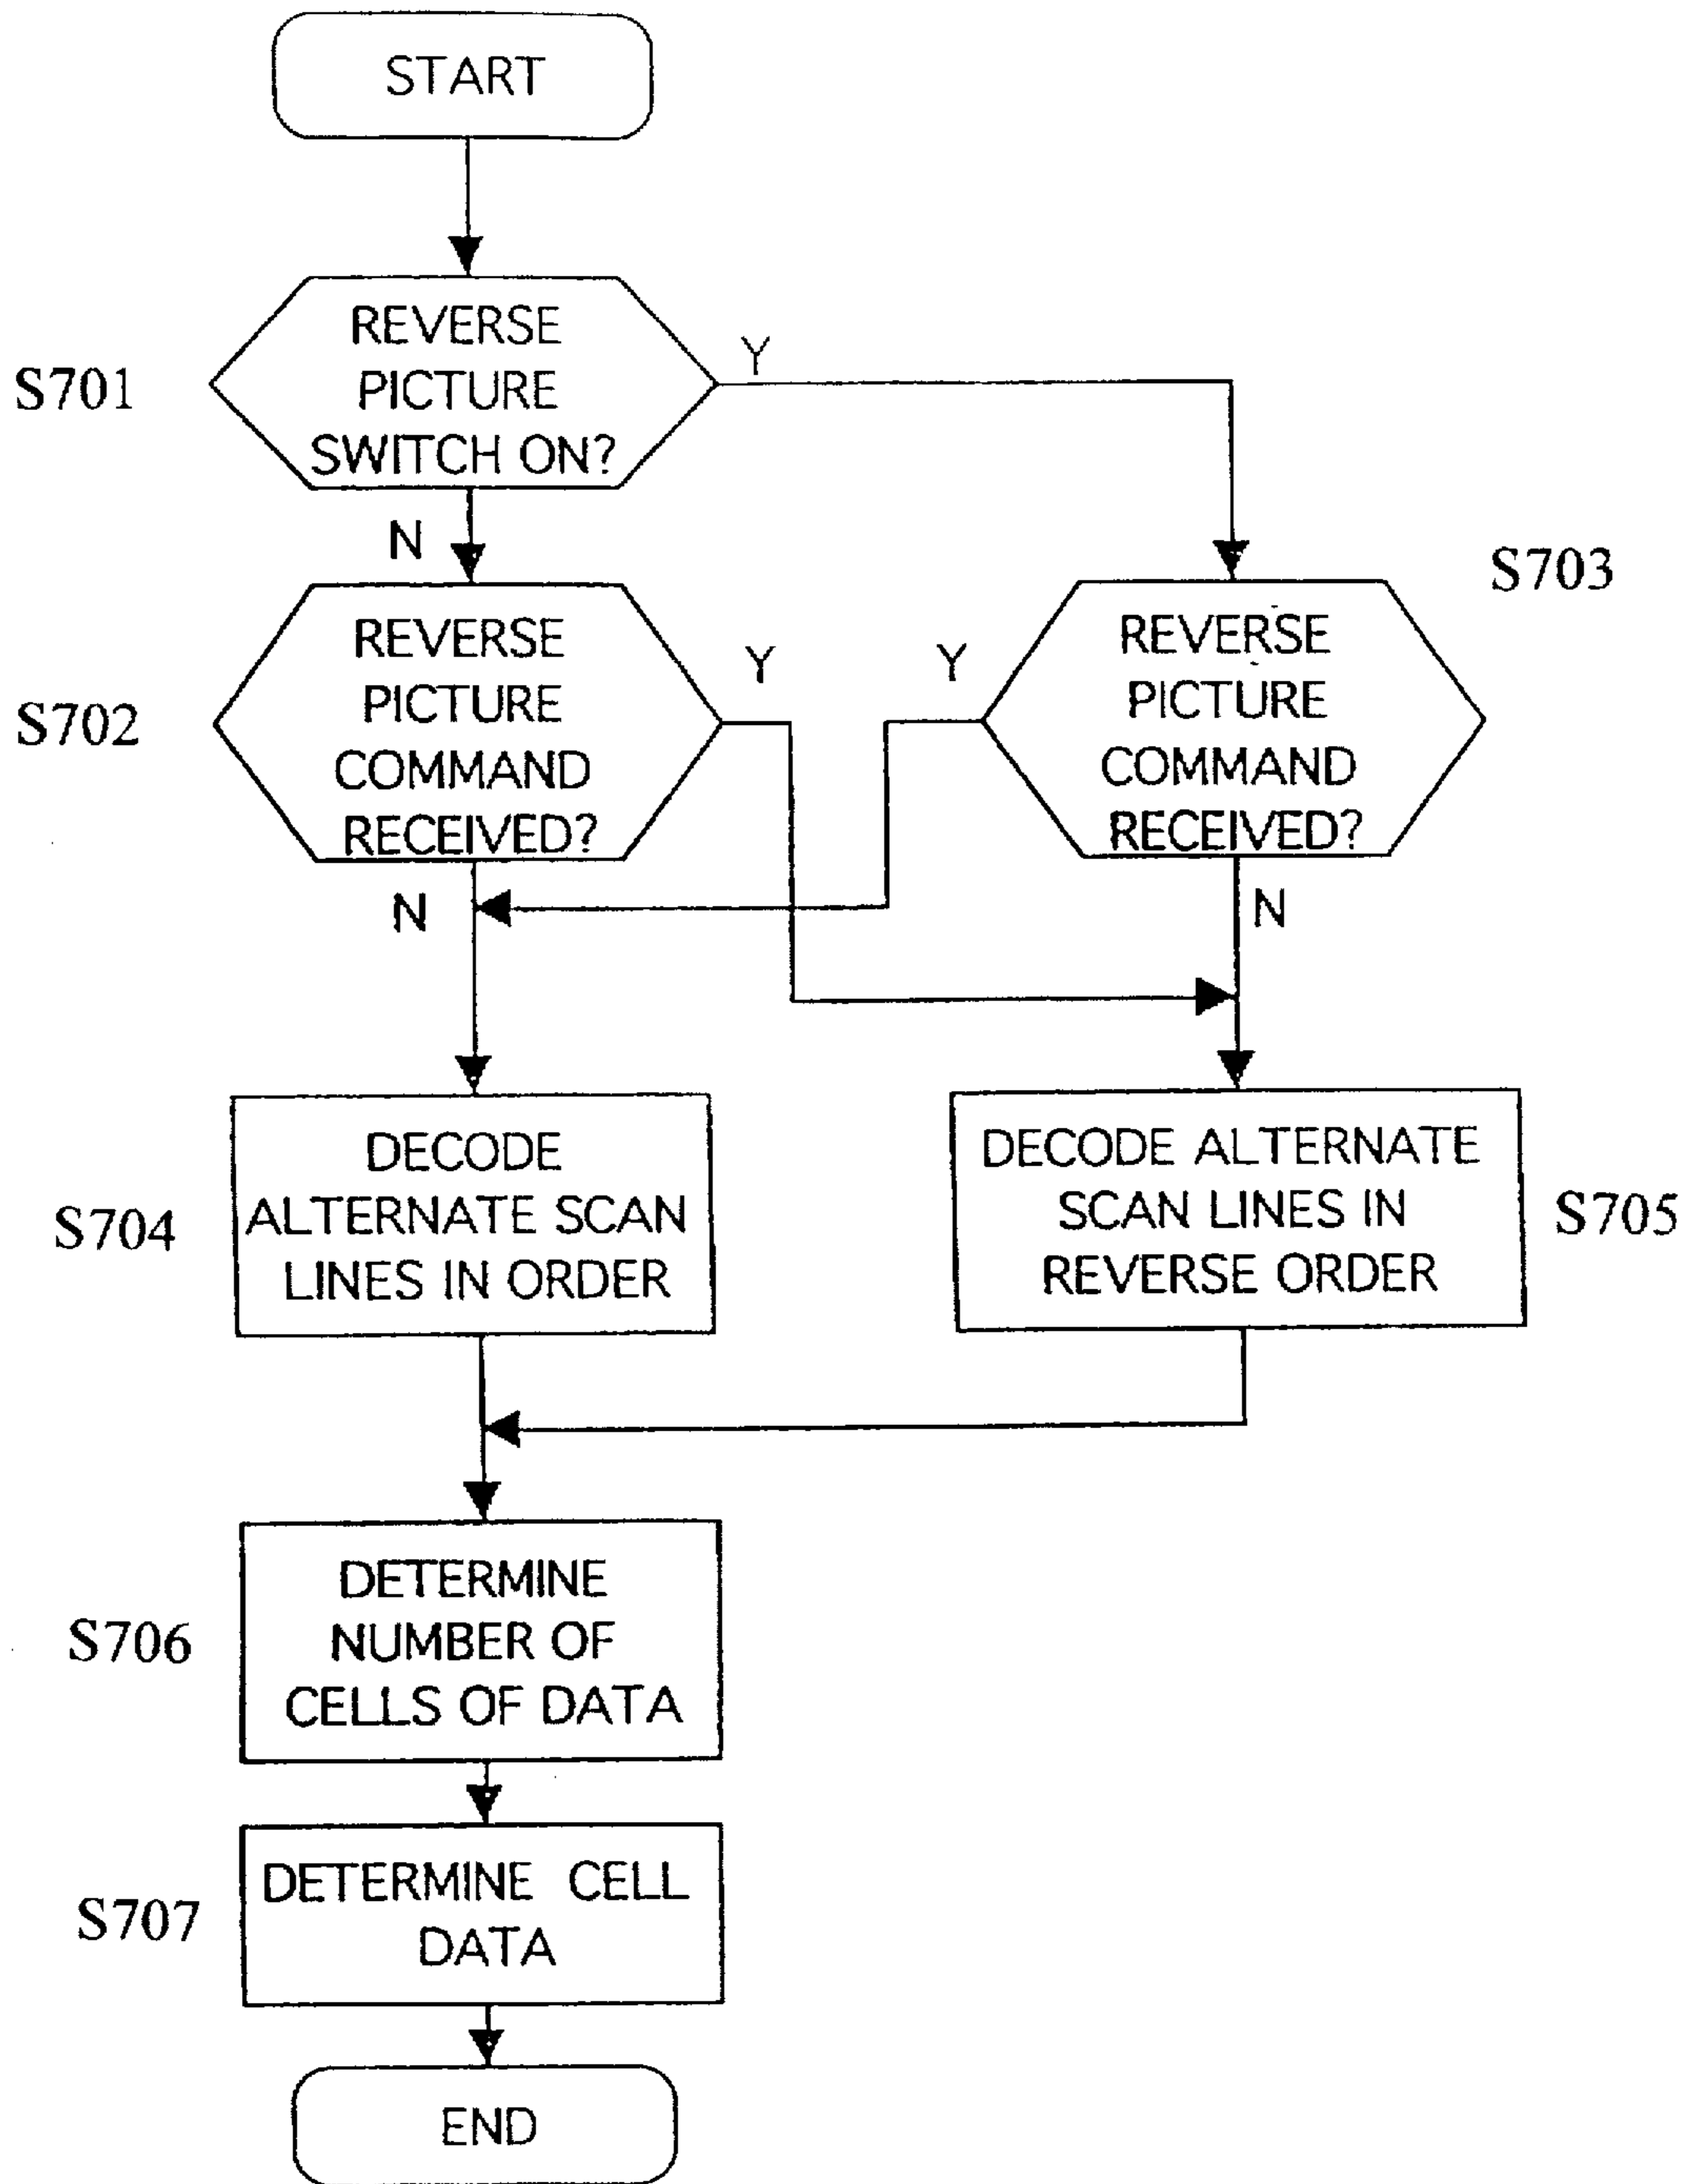 START
S701
REVERSE
PICTURE
SWITCH ON?
Y
N
S702
REVERSE
PICTURE
COMMAND
RECEIVED?
Y
N
S703
REVERSE
PICTURE
COMMAND
RECEIVED?
Y
N
S704
DECODE
ALTERNATE SCAN
LINES IN ORDER
DECODE ALTERNATE
SCAN LINES IN
REVERSE ORDER
S705
S706
DETERMINE
NUMBER OF
CELLS OF DATA
S707
DETERMINE CELL
DATA
END